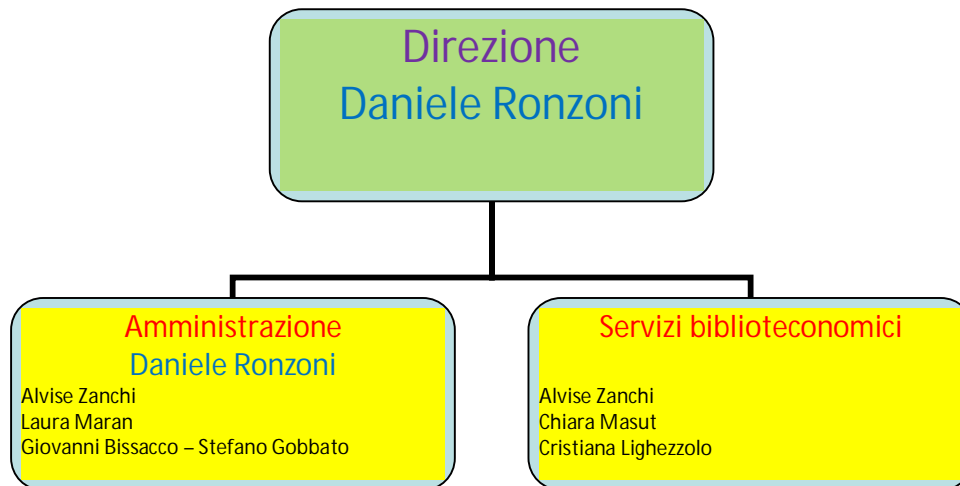 Direzione
Daniele Ronzoni
Amministrazione
Daniele Ronzoni
Alvise Zanchi
Laura Maran
Giovanni Bissacco – Stefano Gobbato
Servizi biblioteconomici
Alvise Zanchi
Chiara Masut
Cristiana Lighezzolo